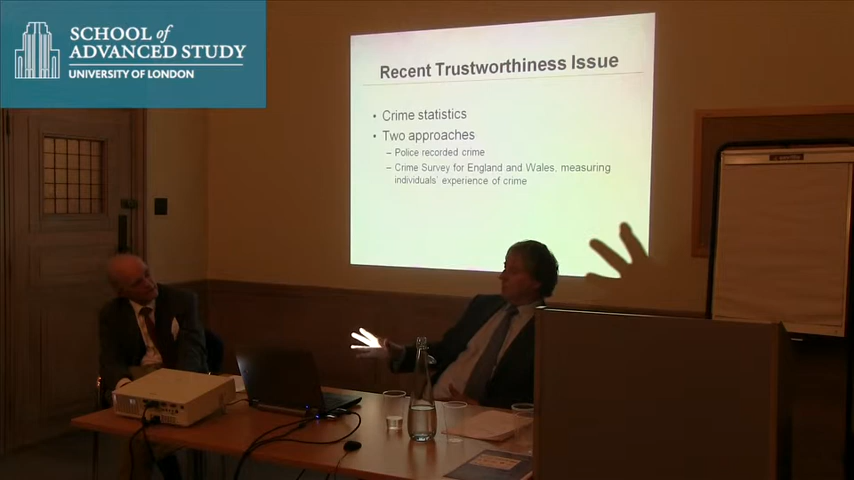 SCHOOL of
ADVANCED STUDY
UNIVERSITY OF LONDON
Recent Trustworthiness Issue
• Crime statistics
• Two approaches
– Police recorded crime
– Crime Survey for England and Wales, measuring
individuals' experience of crime